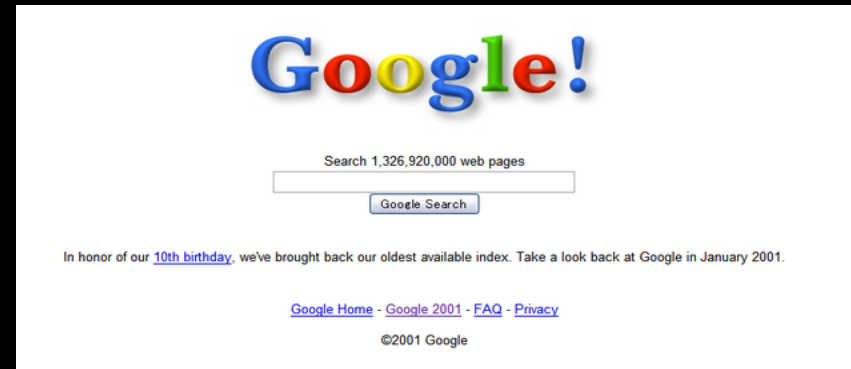 Google!
Search 1,326,920,000 web pages
Google Search
In honor of our 10th birthday, we've brought back our oldest available index. Take a look back at Google in January 2001.
Google Home - Google 2001 - FAQ - Privacy
©2001 Google